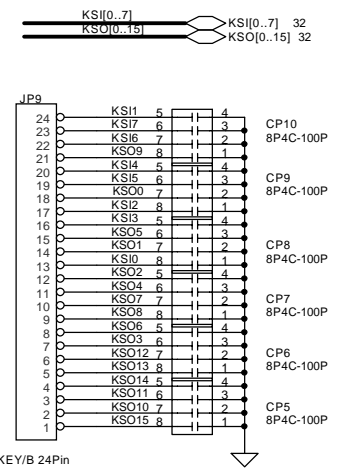 KSI[0..7] KSI[0..7] 32
KSO[0..15] KSO[0..15] 32
JP9
24 KSI1 5 4
23 KSI7 6 3 CP10
22 KSI6 7 2 8P4C-100P
21 KSO9 8 1
20 KSI4 5 4
19 KSI5 6 3 CP9
18 KSO0 7 2 8P4C-100P
17 KSI2 8 1
16 KSI3 5 4
15 KSO5 6 3 CP8
14 KSO1 7 2 8P4C-100P
13 KSI0 8 1
12 KSO2 5 4
11 KSO4 6 3 CP7
10 KSO7 7 2 8P4C-100P
9 KSO8 8 1
8 KSO6 5 4
7 KSO3 6 3 CP6
6 KSO12 7 2 8P4C-100P
5 KSO13 8 1
4 KSO14 5 4
3 KSO11 6 3 CP5
2 KSO10 7 2 8P4C-100P
1 KSO15 8 1
KEY/B 24Pin